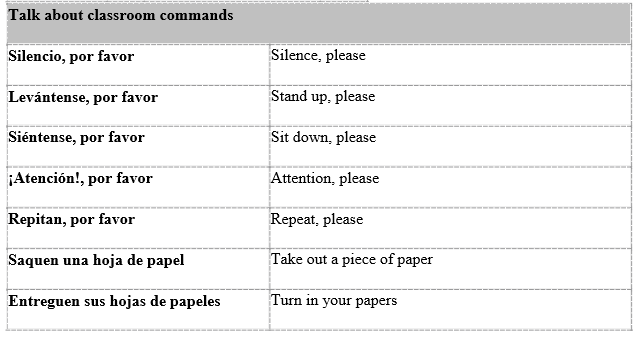 Talk about classroom commands
Silencio, por favor Silence, please
Levántense, por favor Stand up, please
Siéntense, por favor Sit down, please
¡Atención!, por favor Attention, please
Repitan, por favor Repeat, please
Saquen una hoja de papel Take out a piece of paper
Entreguen sus hojas de papeles Turn in your papers